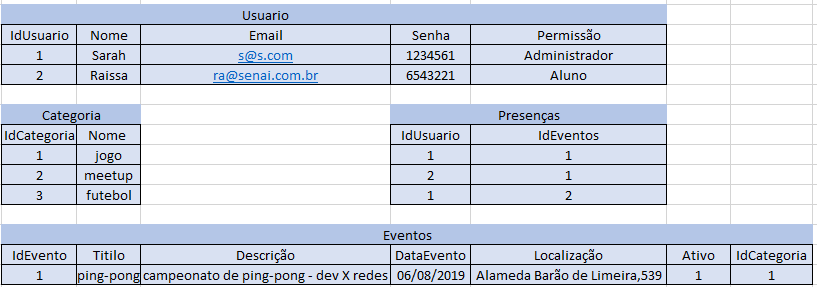 Usuario
IdUsuario Nome Email Senha Permissão
1 Sarah s@s.com 1234561 Administrador
2 Raissa ra@senai.com.br 6543221 Aluno
Categoria Presenças
IdCategoria Nome IdUsuario IdEventos
1 jogo 1 1
2 meetup 2 1
3 futebol 1 2
Eventos
IdEvento Titilo Descrição DataEvento Localização Ativo IdCategoria
1 ping-pong campeonato de ping-pong - dev X redes 06/08/2019 Alameda Barão de Limeira,539 1 1